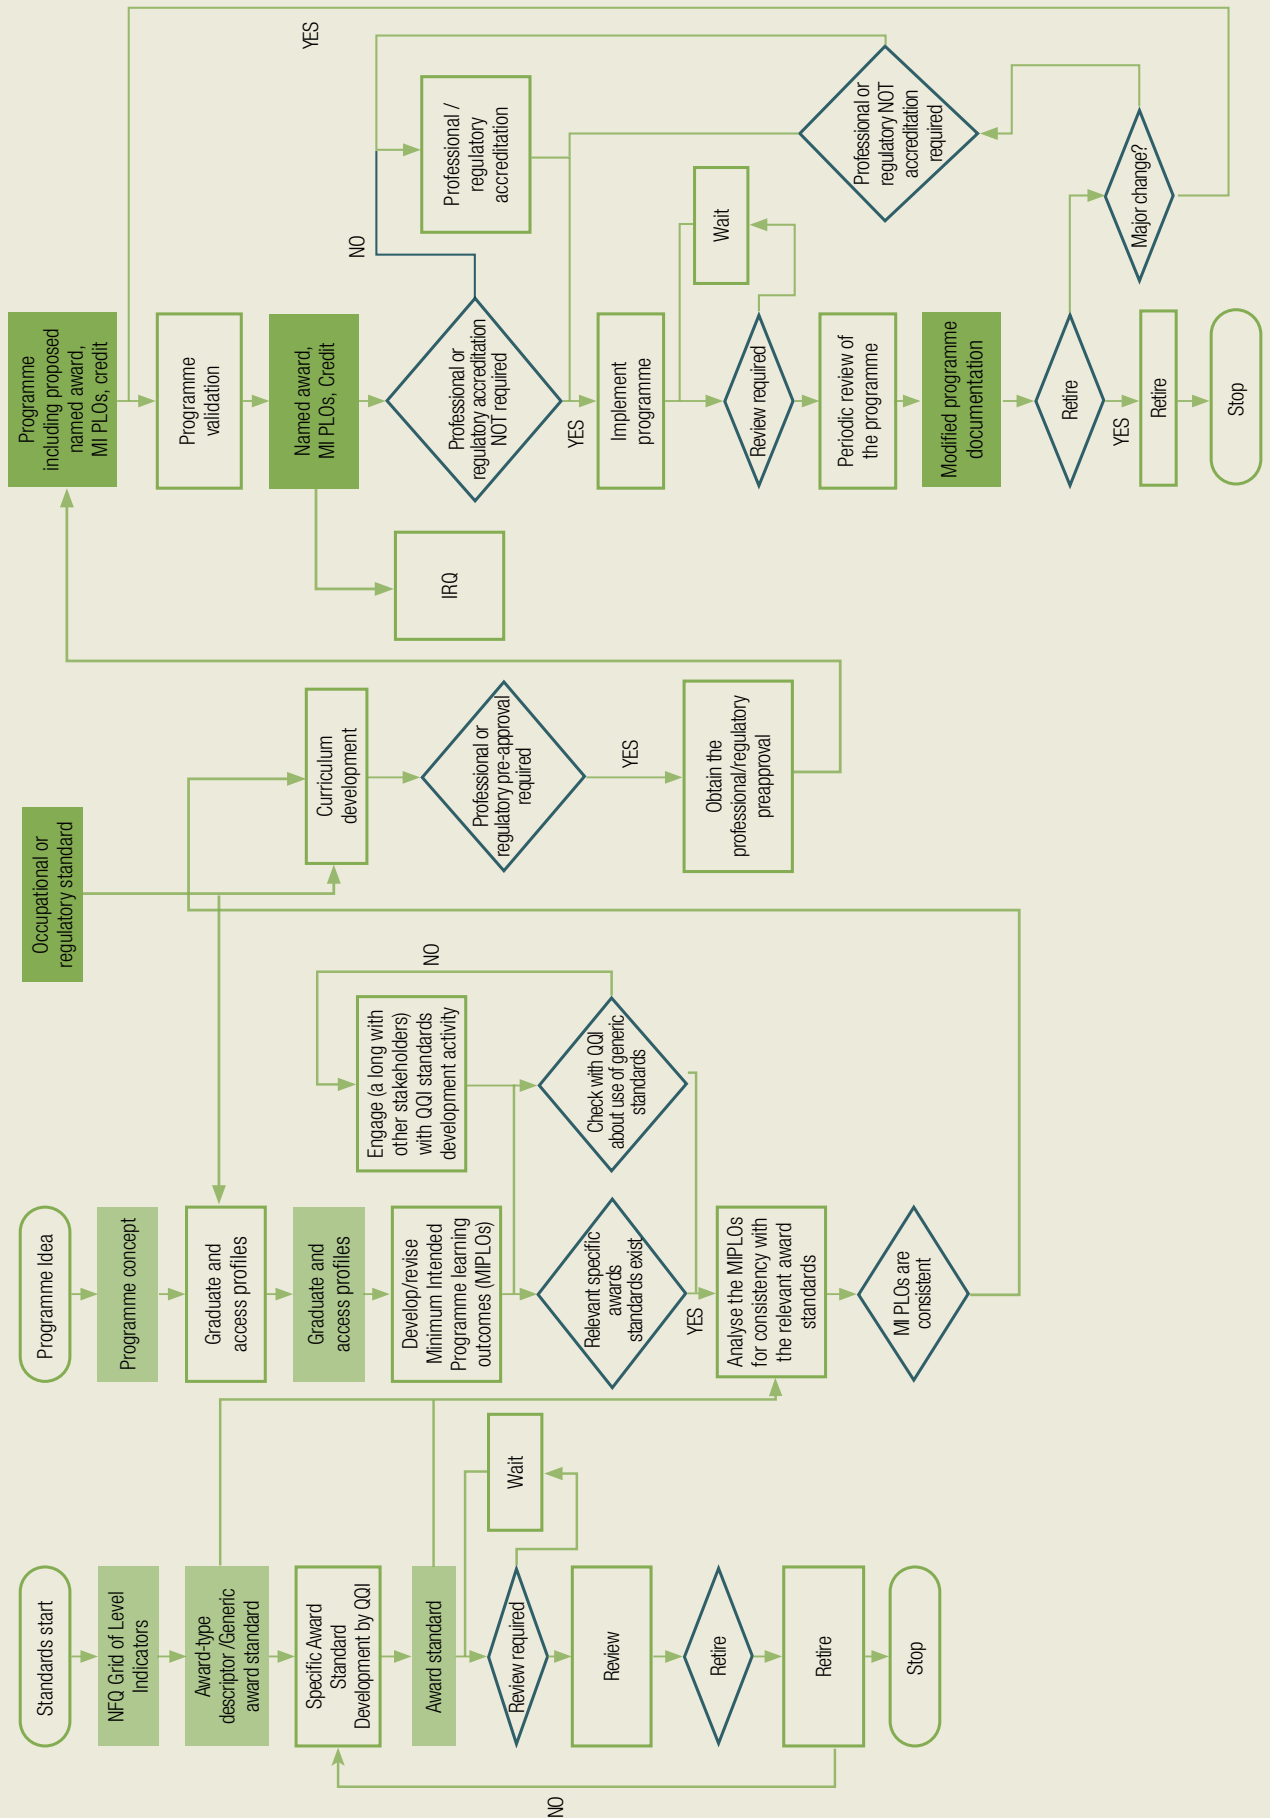 Standards start
NFQ Grid of Level
Indicators
Award-type
descriptor /Generic
award standard
Specific Award
Standard
Development by QQI
Award standard
Review required
Wait
Review
Retire
Retire
NO
Stop
Programme Idea
Programme concept
Graduate and
access profiles
Graduate and
access profiles
Develop/revise
Minimum Intended
Programme learning
outcomes (MIPLOs)
Relevant specific
awards
standards exist
YES
Engage (a long with
other stakeholders)
with QQI standards
development activity
NO
Check with QQI
about use of generic
standards
Analyse the MIPLOs
for consistency with
the relevant award
standards
MI PLOs are
consistent
Occupational or
regulatory standard
Curriculum
development
Professional or
regulatory pre-approval
required
YES
Obtain the
professional/regulatory
preapproval
Programme
including proposed
named award,
MI PLOs, credit
Programme
validation
Named award,
MI PLOs, Credit
IRQ
Professional or
regulatory accreditation
NOT required
NO
YES
Professional /
regulatory
accreditation
Implement
programme
Wait
Review required
Periodic review of
the programme
Modified programme
documentation
Retire
YES
Retire
Stop
Major change?
Professional or
regulatory NOT
accreditation
required
YES